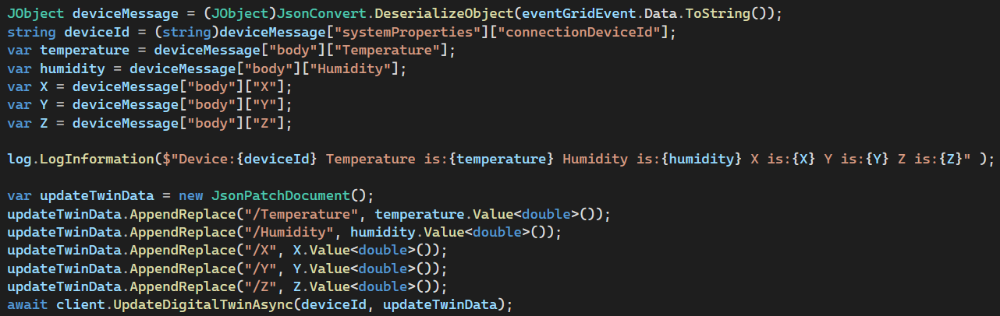 JObject deviceMessage = (JObject)JsonConvert.DeserializeObject(eventGridEvent.Data.ToString());
string deviceId = (string)deviceMessage["systemProperties"]["connectionDeviceId"];
var temperature = deviceMessage["body"]["Temperature"];
var humidity = deviceMessage["body"]["Humidity"];
var X = deviceMessage["body"]["X"];
var Y = deviceMessage["body"]["Y"];
var Z = deviceMessage["body"]["Z"];
log.LogInformation($"Device:{deviceId} Temperature is:{temperature} Humidity is:{humidity} X is:{X} Y is:{Y} Z is:{Z}" );
var updateTwinData = new JsonPatchDocument();
updateTwinData.AppendReplace("/Temperature", temperature.Value<double>());
updateTwinData.AppendReplace("/Humidity", humidity.Value<double>());
updateTwinData.AppendReplace("/X", X.Value<double>());
updateTwinData.AppendReplace("/Y", Y.Value<double>());
updateTwinData.AppendReplace("/Z", Z.Value<double>());
await client.UpdateDigitalTwinAsync(deviceId, updateTwinData);